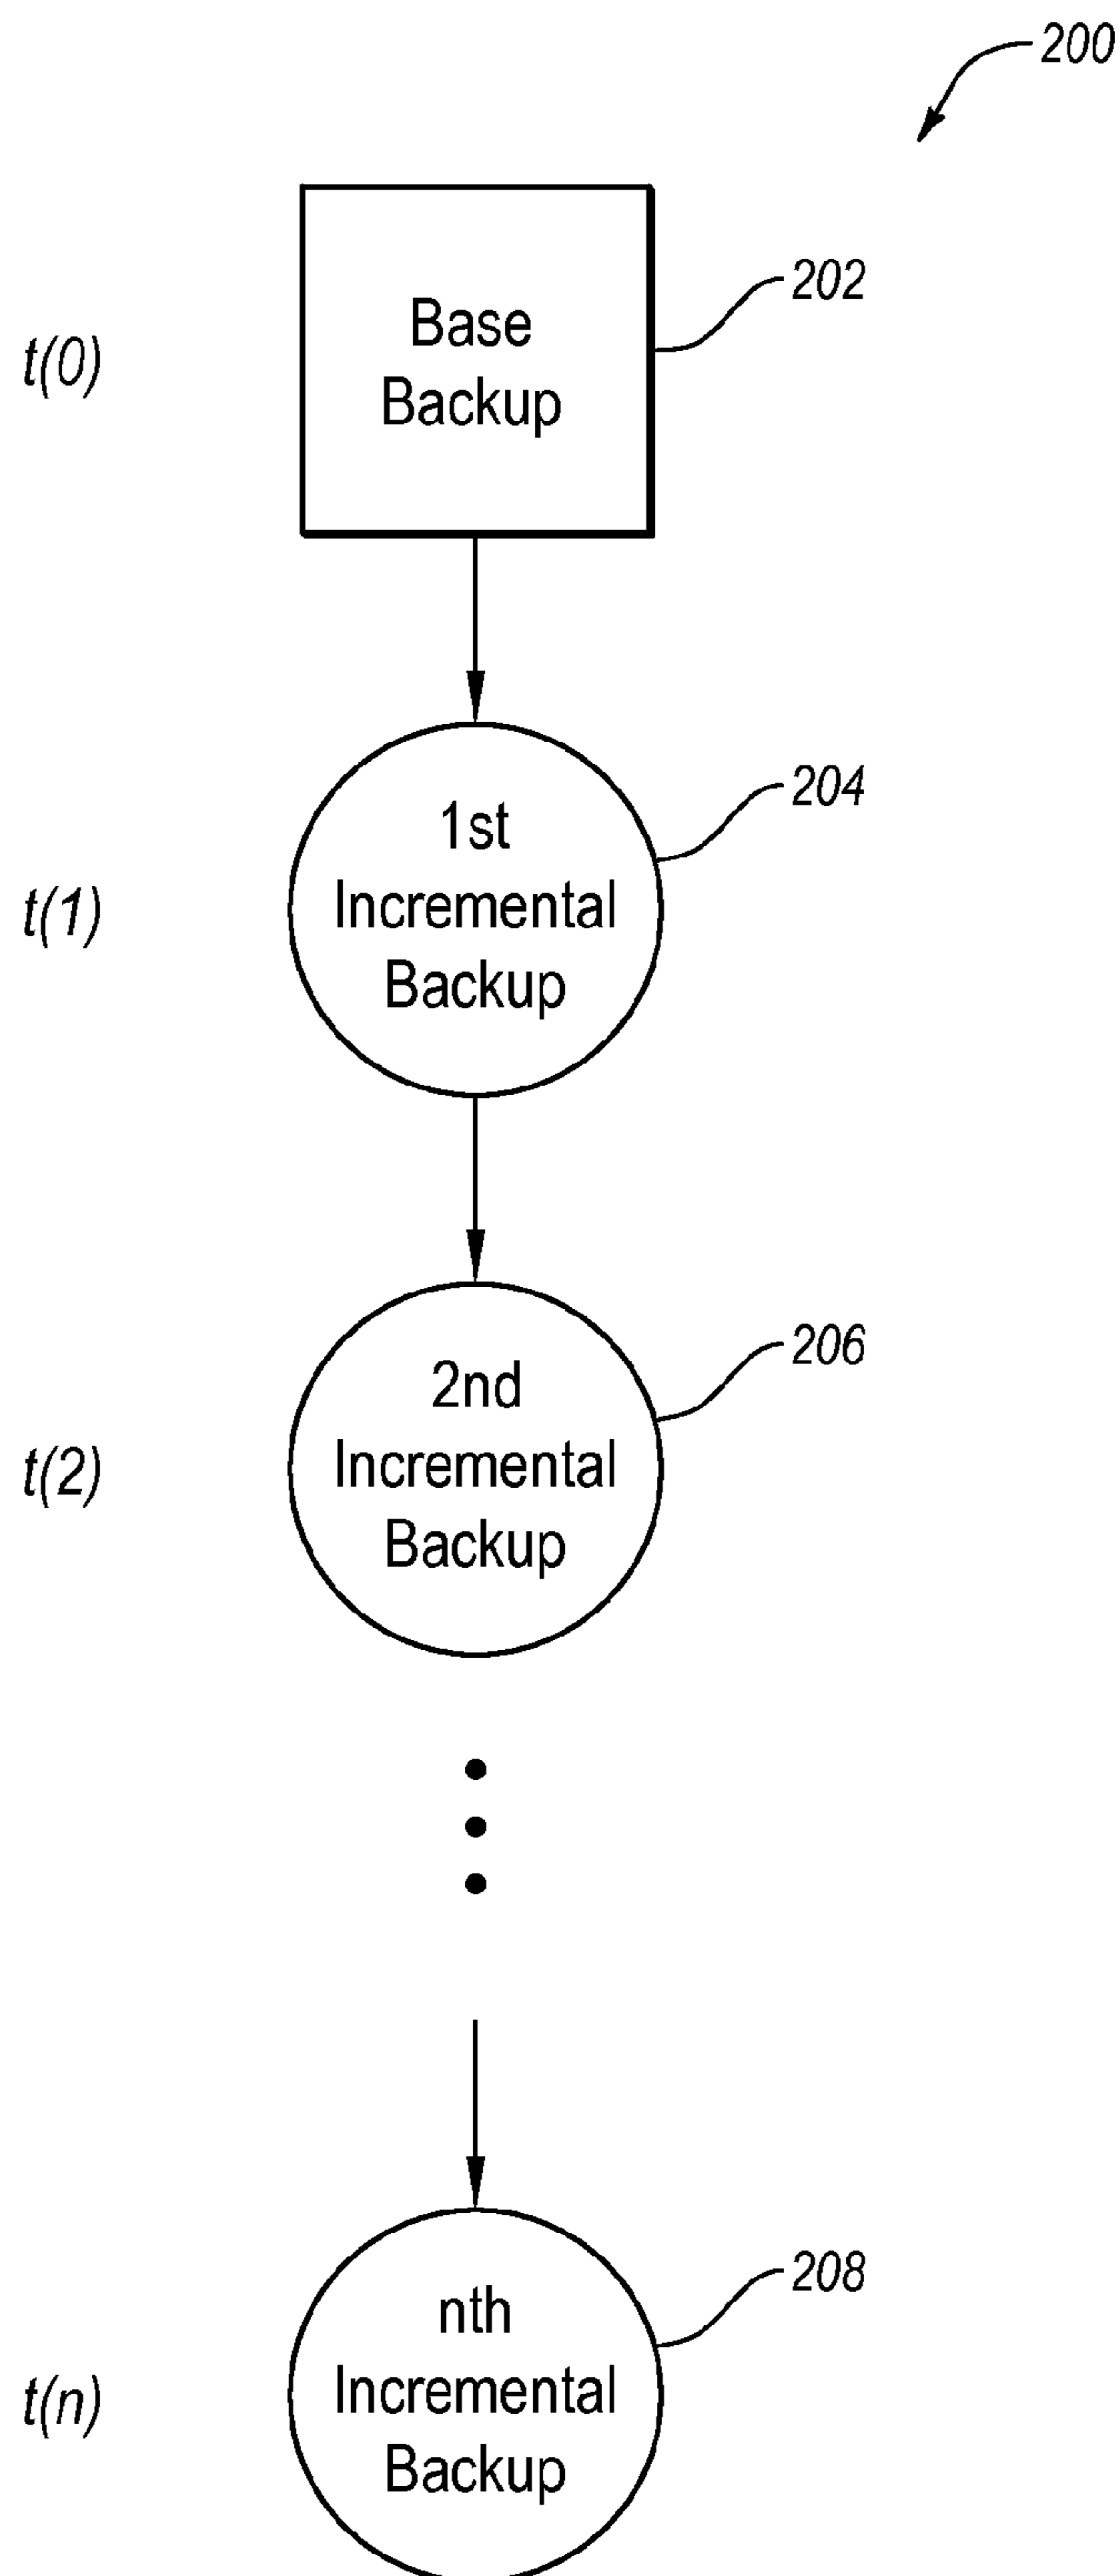 200
202
Base
Backup
t(0)
204
1st
Incremental
Backup
t(1)
206
2nd
Incremental
Backup
t(2)
208
nth
Incremental
Backup
t(n)